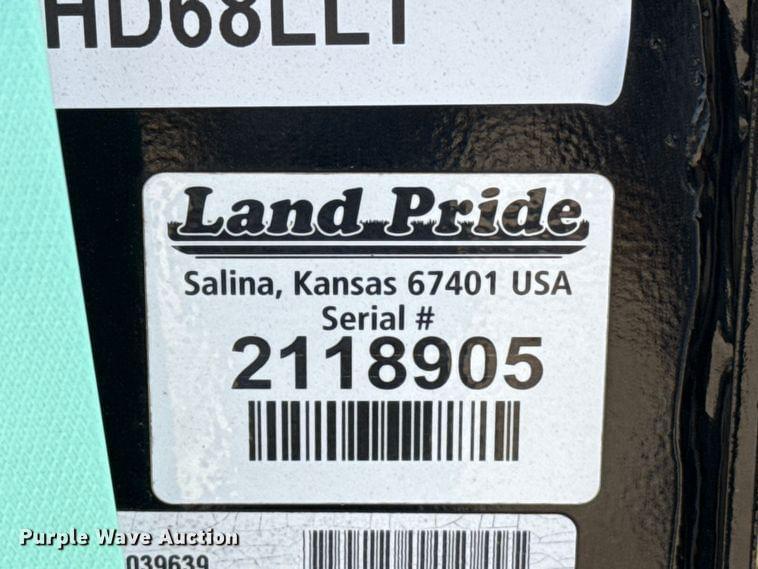 HD68LLT
Land Pride
Salina, Kansas 67401 USA
Serial #
2118905
039639
Purple Wave Auction